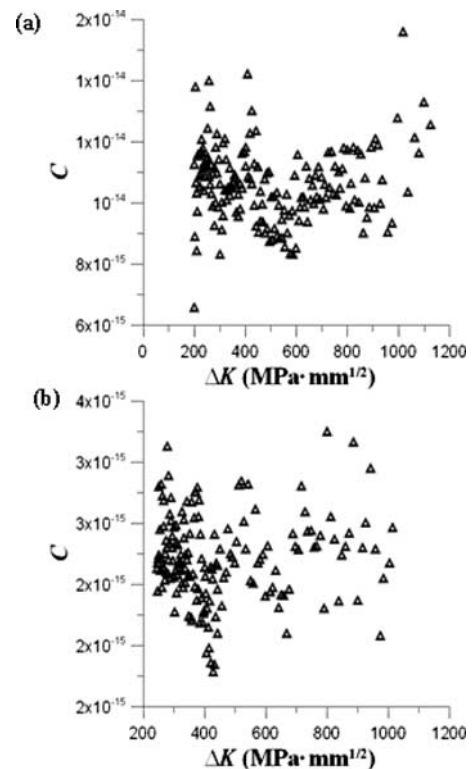 (a)
2x10⁻¹⁴
1x10⁻¹⁴
1x10⁻¹⁴
C
10⁻¹⁴
8x10⁻¹⁵
6x10⁻¹⁵
0 200 400 600 800 1000 1200
ΔK (MPa·mm¹/²)
(b)
4x10⁻¹⁵
3x10⁻¹⁵
3x10⁻¹⁵
C
2x10⁻¹⁵
2x10⁻¹⁵
2x10⁻¹⁵
200 400 600 800 1000 1200
ΔK (MPa·mm¹/²)